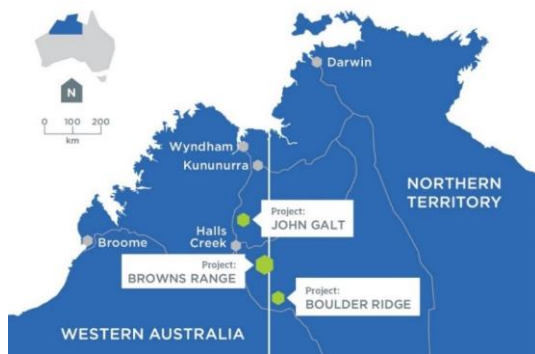 N
0 100 200
km
Darwin
Wyndham
Kununurra
NORTHERN
TERRITORY
Project:
JOHN GALT
Halls
Creek
Broome
Project:
BROWNS RANGE
Project:
BOULDER RIDGE
WESTERN AUSTRALIA